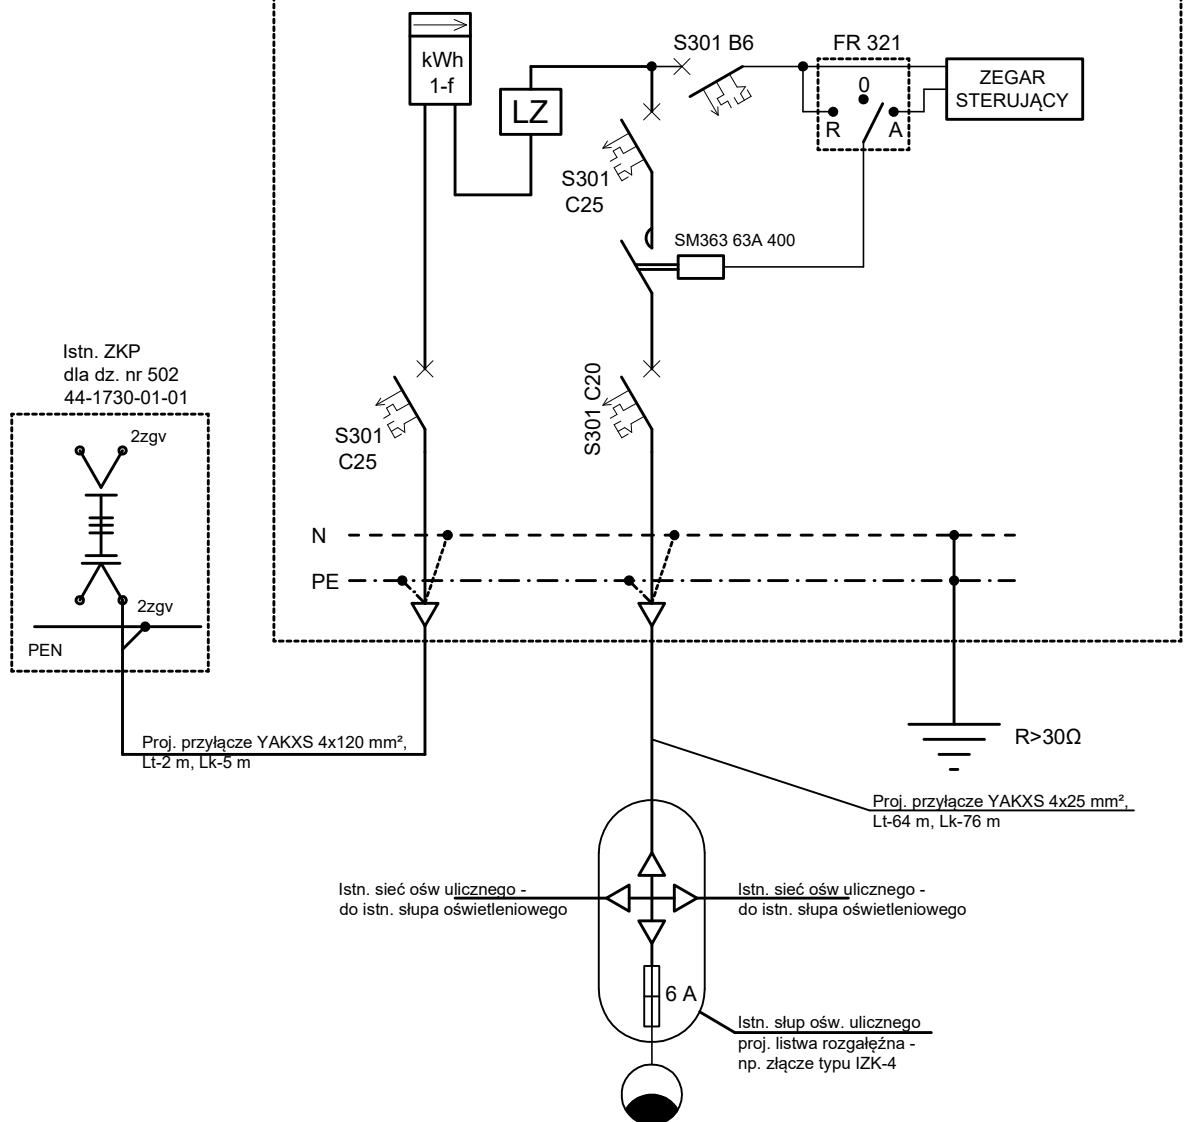 kWh
1-f
LZ
S301 B6
FR 321
0
R
A
ZEGAR
STERUJĄCY
S301
C25
SM363 63A 400
Istn. ZKP
dla dz. nr 502
44-1730-01-01
2zgv
2zgv
PEN
S301
C25
S301 C20
N
PE
Proj. przyłącze YAKXS 4x120 mm²,
Lt-2 m, Lk-5 m
R>30Ω
Proj. przyłącze YAKXS 4x25 mm²,
Lt-64 m, Lk-76 m
Istn. sieć ośw ulicznego -
do istn. słupa oświetleniowego
Istn. sieć ośw ulicznego -
do istn. słupa oświetleniowego
6 A
Istn. słup ośw. ulicznego
proj. listwa rozgałęźna -
np. złącze typu IZK-4